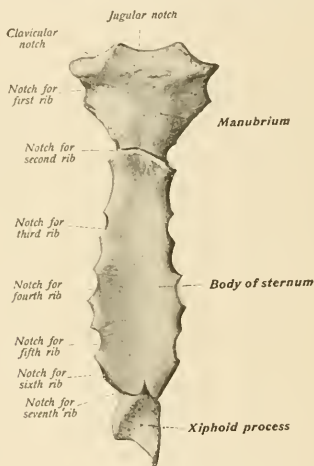 Jugular notch
Clavicular
notch
Notch for
first rib
Manubrium
Notch for
second rib
Notch for
third rib
Notch for
fourth rib
Body of sternum
Notch for
fifth rib
Notch for
sixth rib
Notch for
seventh rib
Xiphoid process